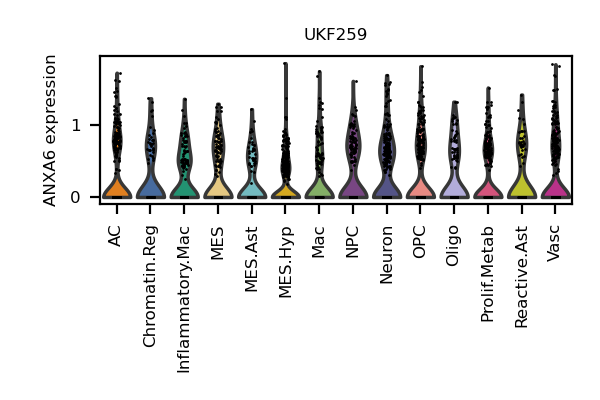 UKF259
ANXA6 expression
1
0
AC
Chromatin.Reg
Inflammatory.Mac
MES
MES.Ast
MES.Hyp
Mac
NPC
Neuron
OPC
Oligo
Prolif.Metab
Reactive.Ast
Vasc